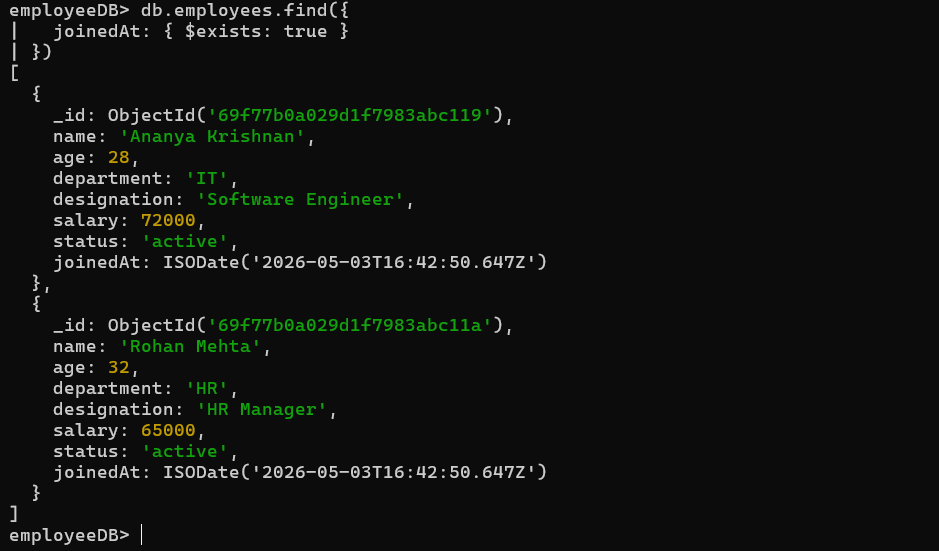 employeeDB> db.employees.find({
|   joinedAt: { $exists: true }
| })
[
  {
    _id: ObjectId('69f77b0a029d1f7983abc119'),
    name: 'Ananya Krishnan',
    age: 28,
    department: 'IT',
    designation: 'Software Engineer',
    salary: 72000,
    status: 'active',
    joinedAt: ISODate('2026-05-03T16:42:50.647Z')
  },
  {
    _id: ObjectId('69f77b0a029d1f7983abc11a'),
    name: 'Rohan Mehta',
    age: 32,
    department: 'HR',
    designation: 'HR Manager',
    salary: 65000,
    status: 'active',
    joinedAt: ISODate('2026-05-03T16:42:50.647Z')
  }
]
employeeDB>